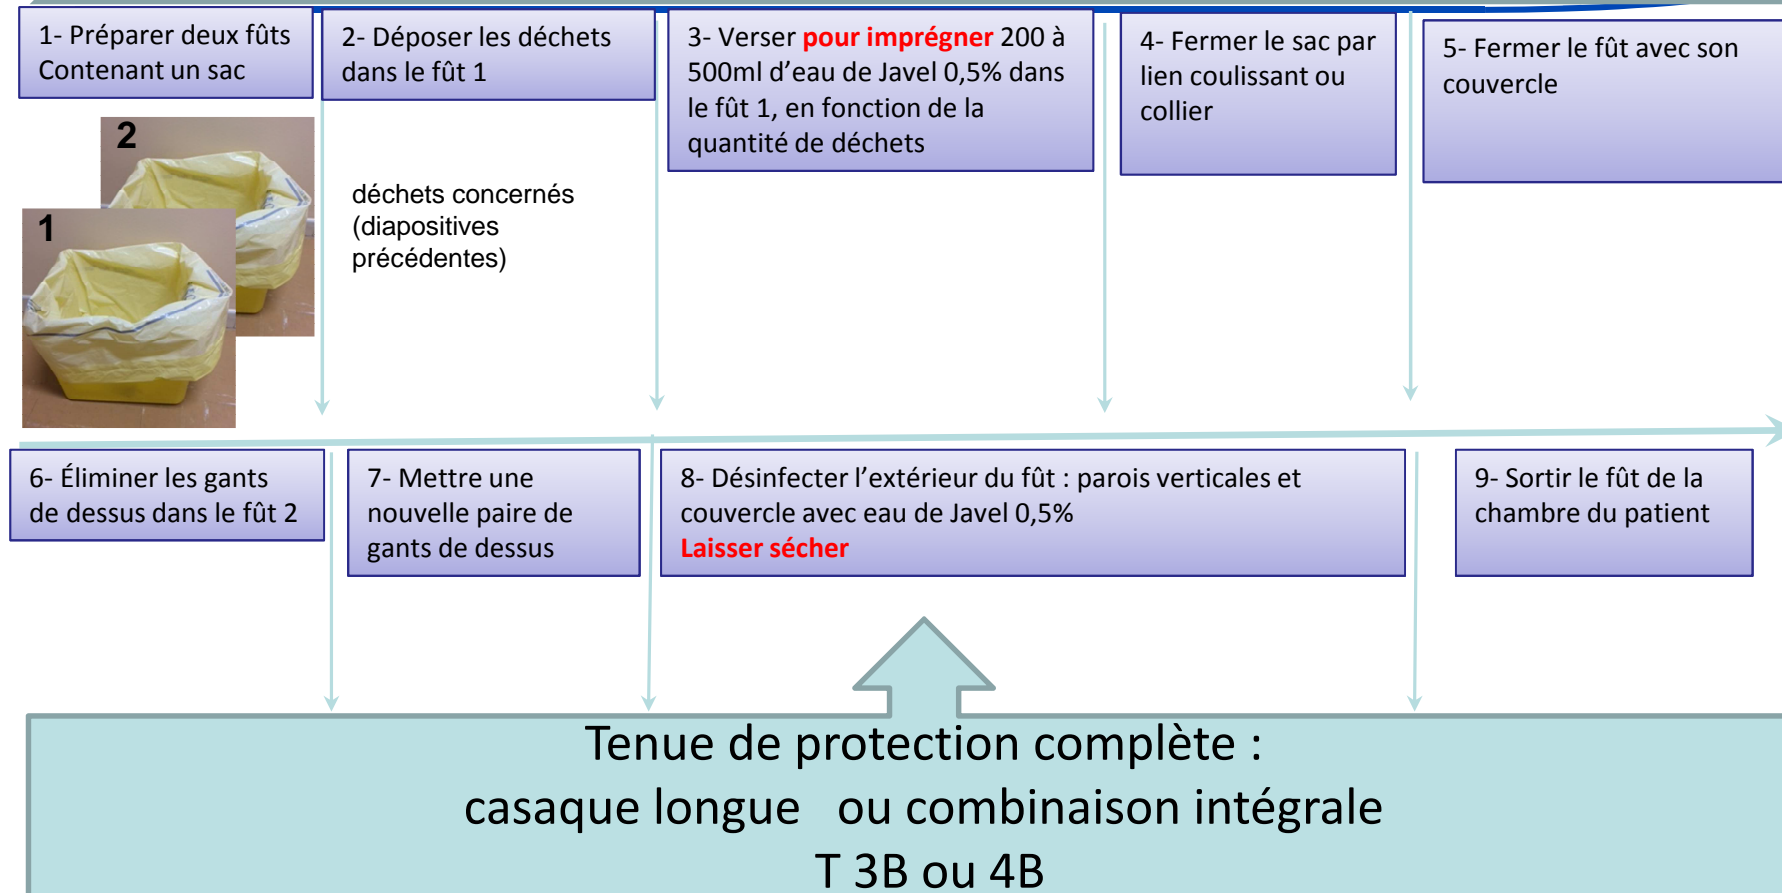 1- Préparer deux fûts
Contenant un sac
2- Déposer les déchets
dans le fût 1
3- Verser pour imprégner 200 à
500ml d’eau de Javel 0,5% dans
le fût 1, en fonction de la
quantité de déchets
4- Fermer le sac par
lien coulissant ou
collier
5- Fermer le fût avec son
couvercle
2
1
déchets concernés
(diapositives
précédentes)
6- Éliminer les gants
de dessus dans le fût 2
7- Mettre une
nouvelle paire de
gants de dessus
8- Désinfecter l’extérieur du fût : parois verticales et
couvercle avec eau de Javel 0,5%
Laisser sécher
9- Sortir le fût de la
chambre du patient
Tenue de protection complète :
casaque longue ou combinaison intégrale
T 3B ou 4B